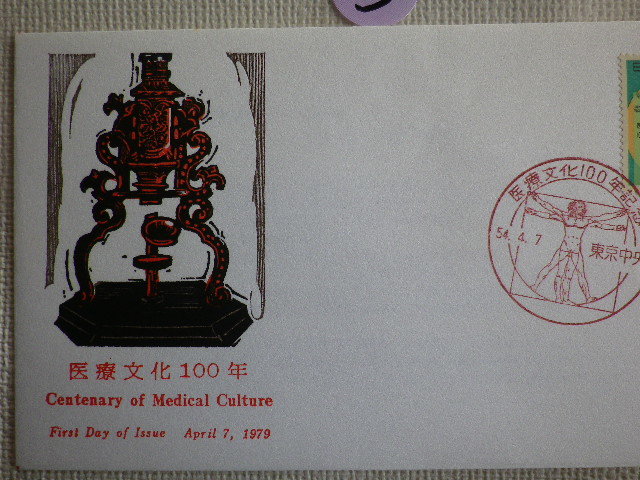 医療文化100年
Centenary of Medical Culture
First Day of Issue April 7, 1979
医療文化100年記
54.4.7
東京中央